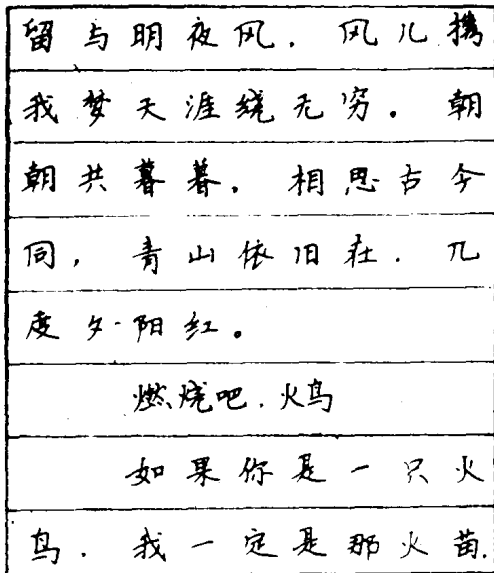 留与明夜风.风儿携
我梦天涯绕无穷。朝
朝共暮暮.相思古今
同,青山依旧在.几
度夕阳红。
燃烧吧.火鸟
如果你是一只火
鸟.我一定是那火苗.